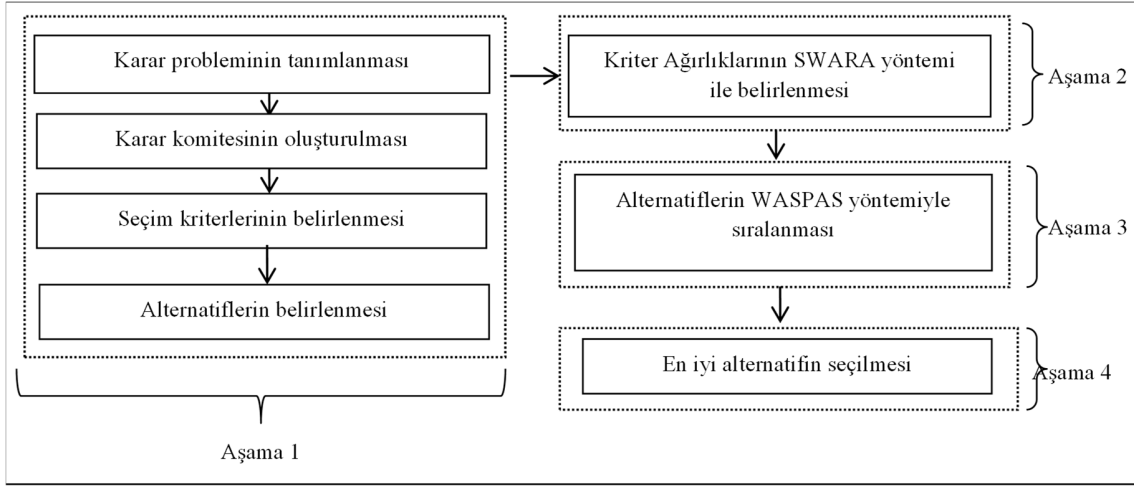 Karar probleminin tanımlanması
Karar komitesinin oluşturulması
Seçim kriterlerinin belirlenmesi
Alternatiflerin belirlenmesi
Aşama 1
Kriter Ağırlıklarının SWARA yöntemi
ile belirlenmesi
Aşama 2
Alternatiflerin WASPAS yöntemiyle
sıralanması
Aşama 3
En iyi alternatifin seçilmesi
Aşama 4